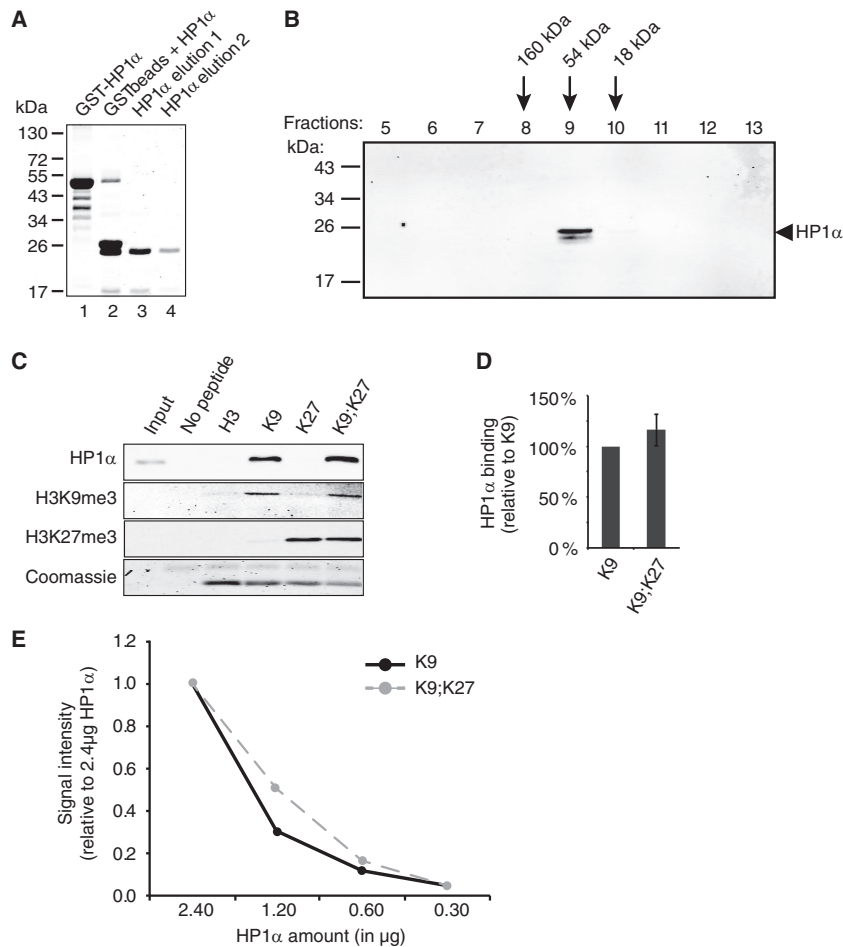 A
GST-HP1α
GSTbeads + HP1α
HP1α elution 1
HP1α elution 2
kDa
130
72
55
43
34
26
17
1 2 3 4
B
160 kDa
54 kDa
18 kDa
Fractions: 5 6 7 8 9 10 11 12 13
kDa:
43
34
26
17
HP1α
C
Input
No peptide
H3
K9
K27
K9;K27
HP1α
H3K9me3
H3K27me3
Coomassie
D
HP1α binding
(relative to K9)
150%
100%
50%
0%
K9
K9;K27
E
Signal intensity
(relative to 2.4µg HP1α)
1.2
1.0
0.8
0.6
0.4
0.2
0.0
K9
K9;K27
2.40 1.20 0.60 0.30
HP1α amount (in µg)